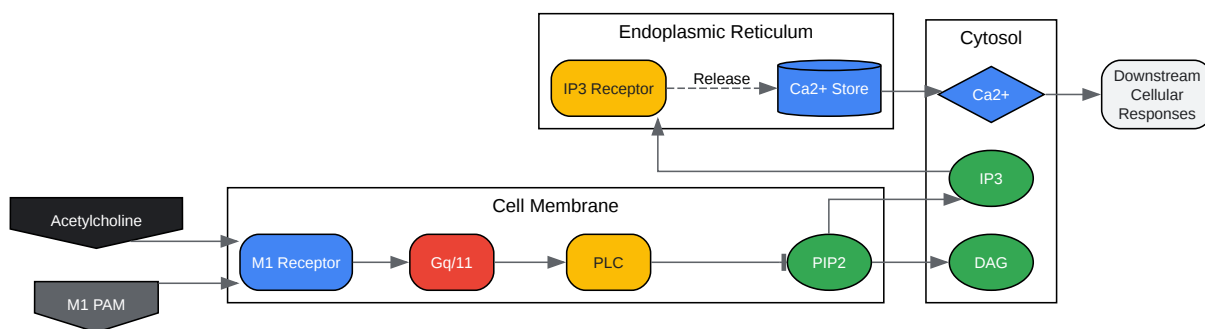 Endoplasmic Reticulum
Cytosol
IP3 Receptor
Release
Ca2+ Store
Ca2+
Downstream
Cellular
Responses
IP3
Acetylcholine
Cell Membrane
M1 Receptor
Gq/11
PLC
PIP2
DAG
M1 PAM